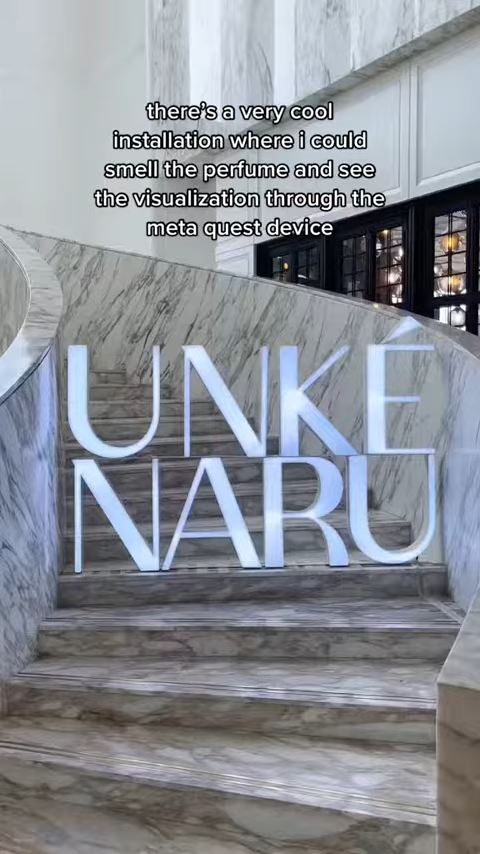 there's a very cool
installation where i could
smell the perfume and see
the visualization through the
meta quest device
UNKÉ
NARU